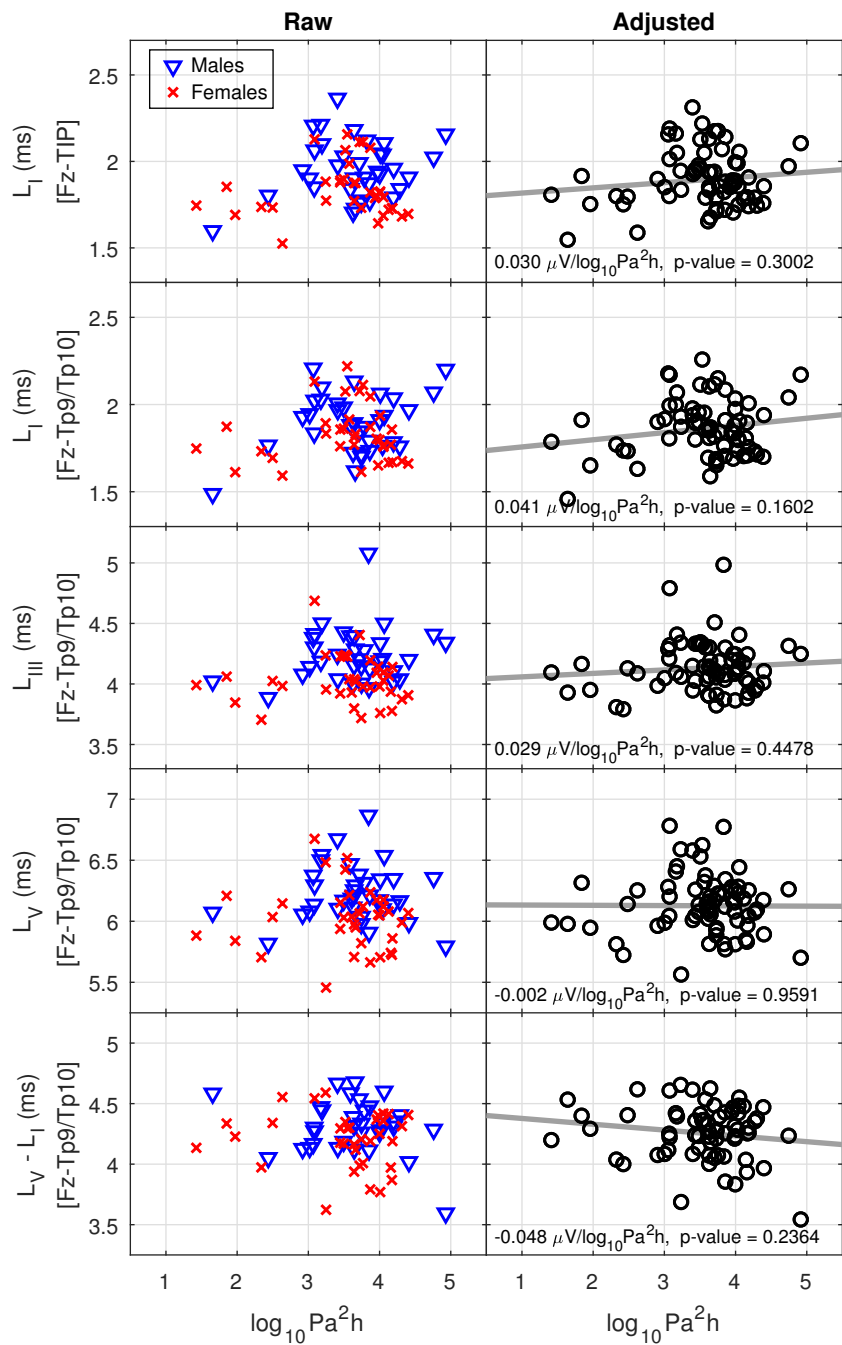 Raw Adjusted
Males
Females
L_I (ms)
[Fz-TIP]
2.5
2
1.5
0.030 μV/log₁₀Pa²h, p-value = 0.3002
L_I (ms)
[Fz-Tp9/Tp10]
2.5
2
1.5
0.041 μV/log₁₀Pa²h, p-value = 0.1602
L_III (ms)
[Fz-Tp9/Tp10]
5
4.5
4
3.5
0.029 μV/log₁₀Pa²h, p-value = 0.4478
L_V (ms)
[Fz-Tp9/Tp10]
7
6.5
6
5.5
-0.002 μV/log₁₀Pa²h, p-value = 0.9591
L_V - L_I (ms)
[Fz-Tp9/Tp10]
5
4.5
4
3.5
-0.048 μV/log₁₀Pa²h, p-value = 0.2364
1 2 3 4 5 1 2 3 4 5
log₁₀Pa²h log₁₀Pa²h